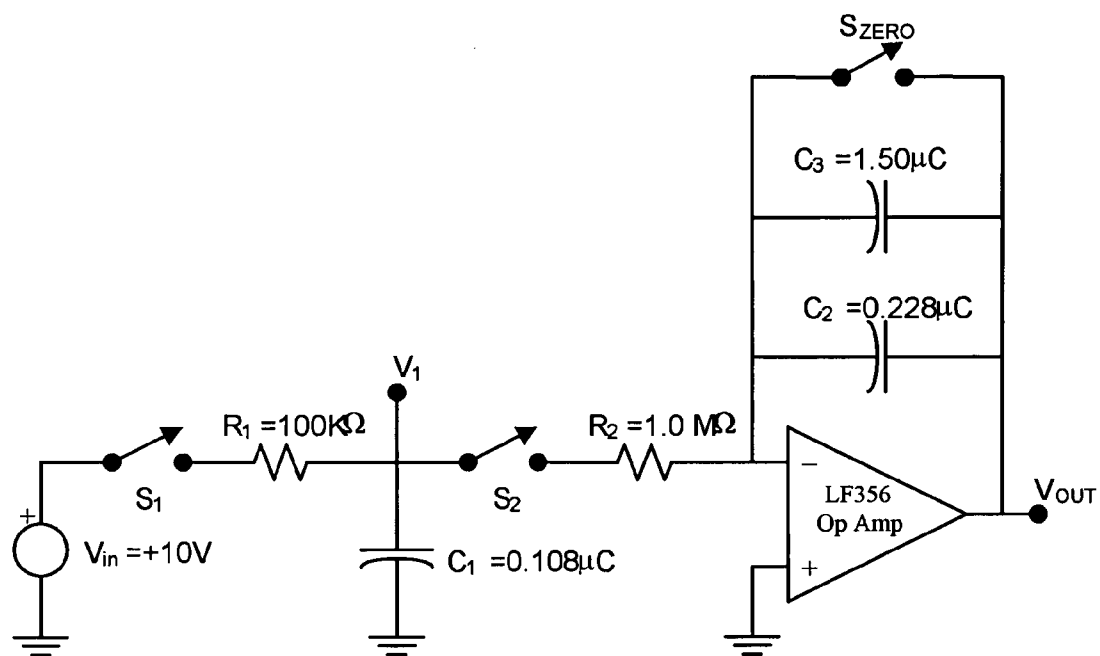 S_ZERO
C₃ =1.50μC
C₂ =0.228μC
V₁
R₁ =100KΩ
R₂ =1.0 MΩ
S₁
S₂
−
LF356
Op Amp
+
V_OUT
+
V_in =+10V
C₁ =0.108μC